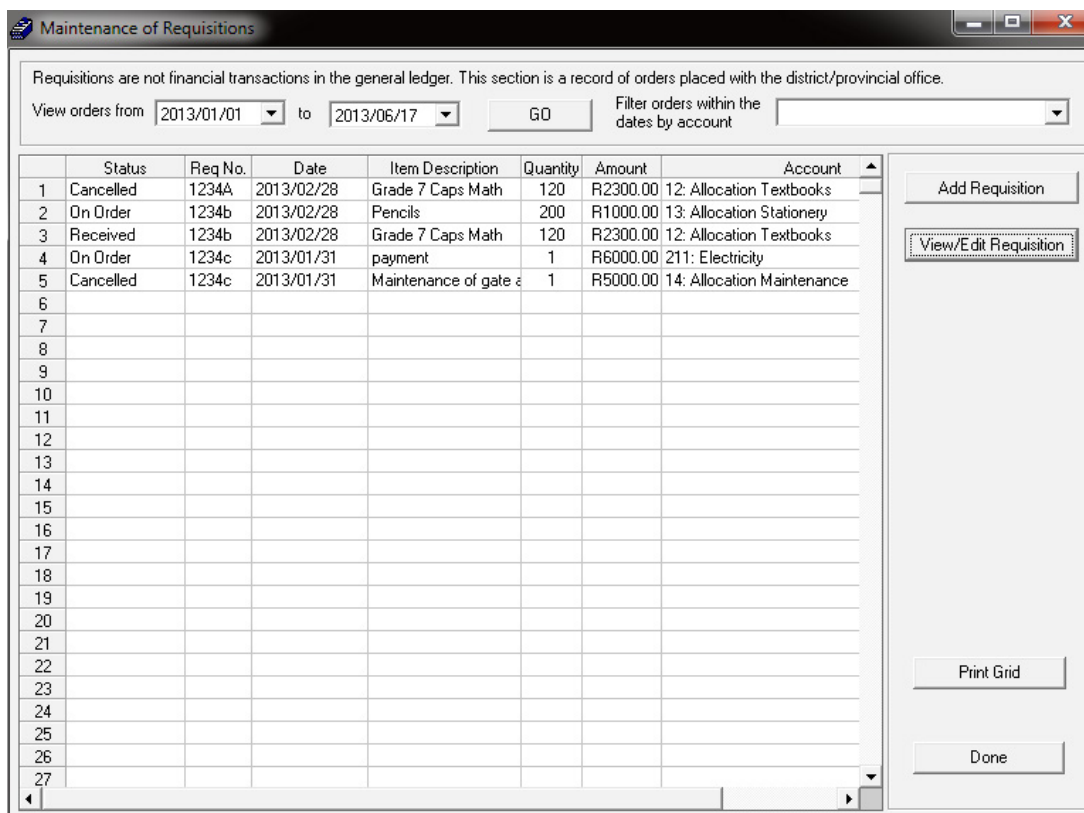 Maintenance of Requisitions
Requisitions are not financial transactions in the general ledger. This section is a record of orders placed with the district/provincial office.
View orders from 2013/01/01 to 2013/06/17 GO Filter orders within the
dates by account
Status Req No. Date Item Description Quantity Amount Account
1 Cancelled 1234A 2013/02/28 Grade 7 Caps Math 120 R2300.00 12: Allocation Textbooks
2 On Order 1234b 2013/02/28 Pencils 200 R1000.00 13: Allocation Stationery
3 Received 1234b 2013/02/28 Grade 7 Caps Math 120 R2300.00 12: Allocation Textbooks
4 On Order 1234c 2013/01/31 payment 1 R6000.00 211: Electricity
5 Cancelled 1234c 2013/01/31 Maintenance of gate a 1 R5000.00 14: Allocation Maintenance
6
7
8
9
10
11
12
13
14
15
16
17
18
19
20
21
22
23
24
25
26
27
Add Requisition
View/Edit Requisition
Print Grid
Done